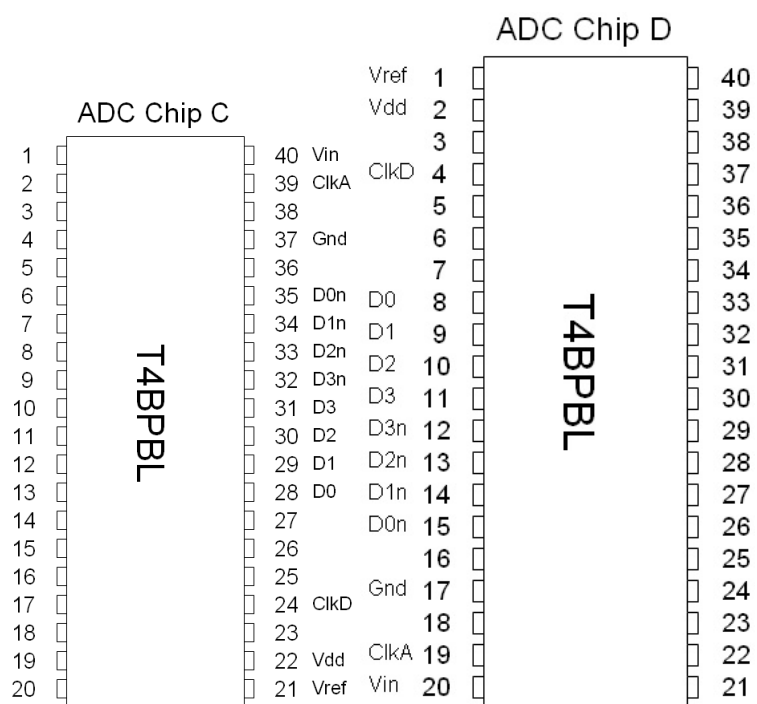 ADC Chip C
1 40 Vin
2 39 ClkA
3 38
4 37 Gnd
5 36
6 35 D0n
7 34 D1n
8 33 D2n
9 32 D3n
10 31 D3
11 30 D2
12 29 D1
13 28 D0
14 27
15 26
16 25
17 24 ClkD
18 23
19 22 Vdd
20 21 Vref
T4BPBL
ADC Chip D
Vref 1 40
Vdd 2 39
3 38
ClkD 4 37
5 36
6 35
7 34
D0 8 33
D1 9 32
D2 10 31
D3 11 30
D3n 12 29
D2n 13 28
D1n 14 27
D0n 15 26
16 25
Gnd 17 24
18 23
ClkA 19 22
Vin 20 21
T4BPBL